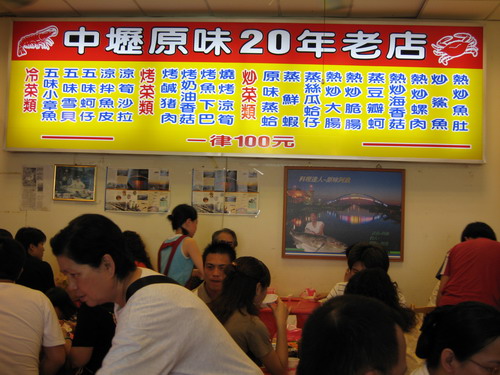 中壢原味20年老店
冷菜類
五味小章魚
五味雪貝
五味蚵仔
涼拌魚皮
涼筍沙拉
烤菜類
烤鹹豬肉
烤奶油香菇
烤魚下巴
燒烤涼筍
炒菜類
原味蒸蛤
蒸鮮蝦
蒸絲瓜蛤仔
熱炒大腸
熱炒脆腸
蒸豆瓣蚵
熱炒海香菇
熱炒螺肉
炒鯊魚
熱炒魚肚
一律100元